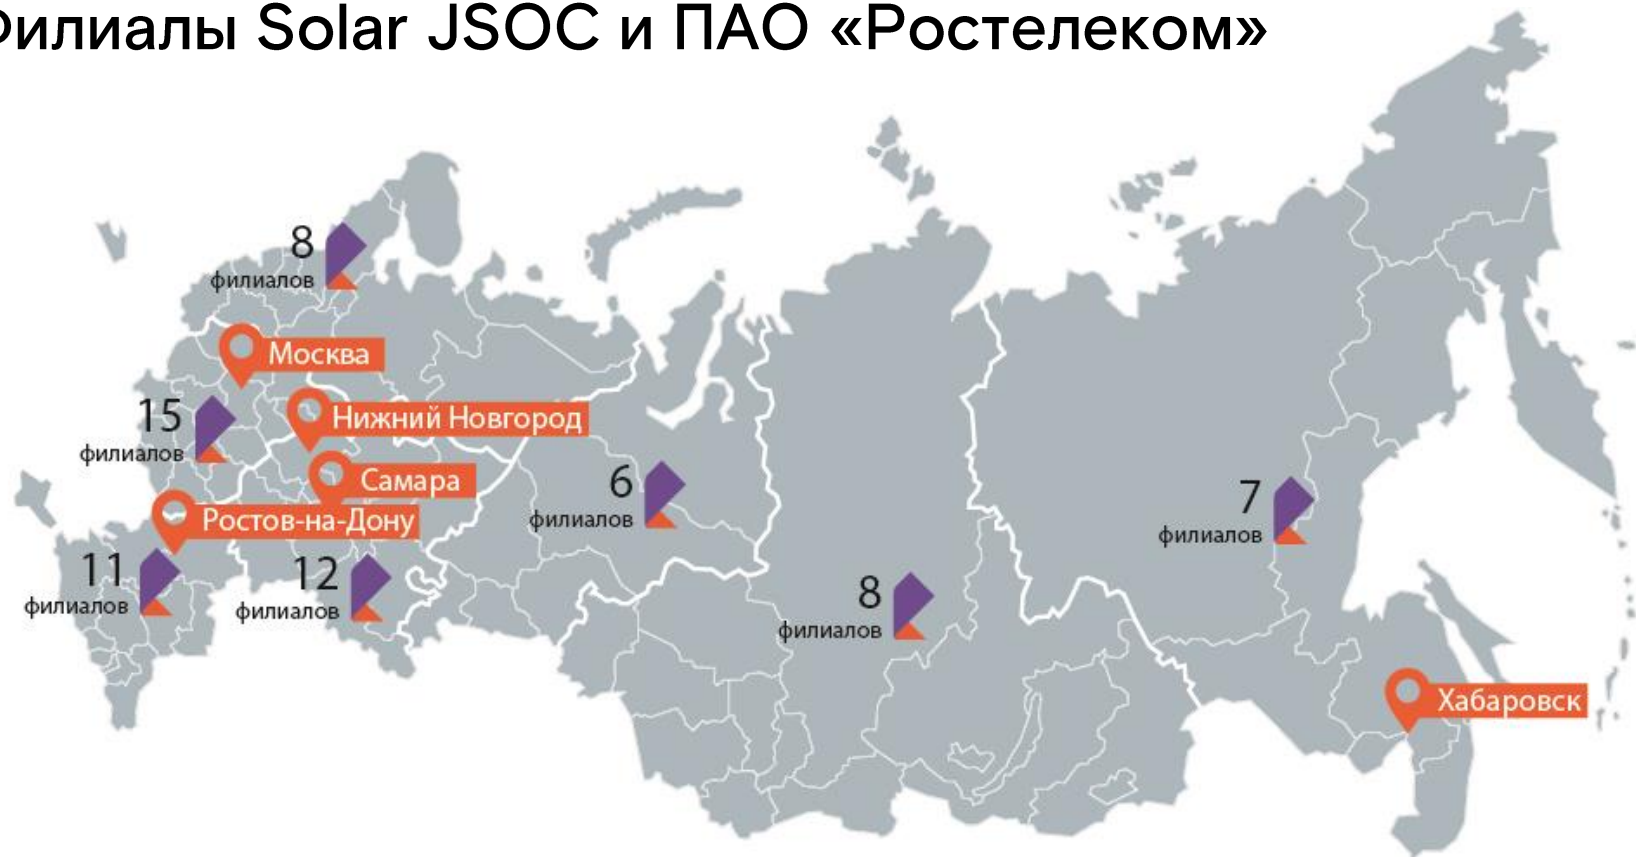 Филиалы Solar JSOC и ПАО «Ростелеком»
8
филиалов
Москва
15
филиалов
Нижний Новгород
Самара
6
филиалов
7
филиалов
Ростов-на-Дону
11
филиалов
12
филиалов
8
филиалов
Хабаровск